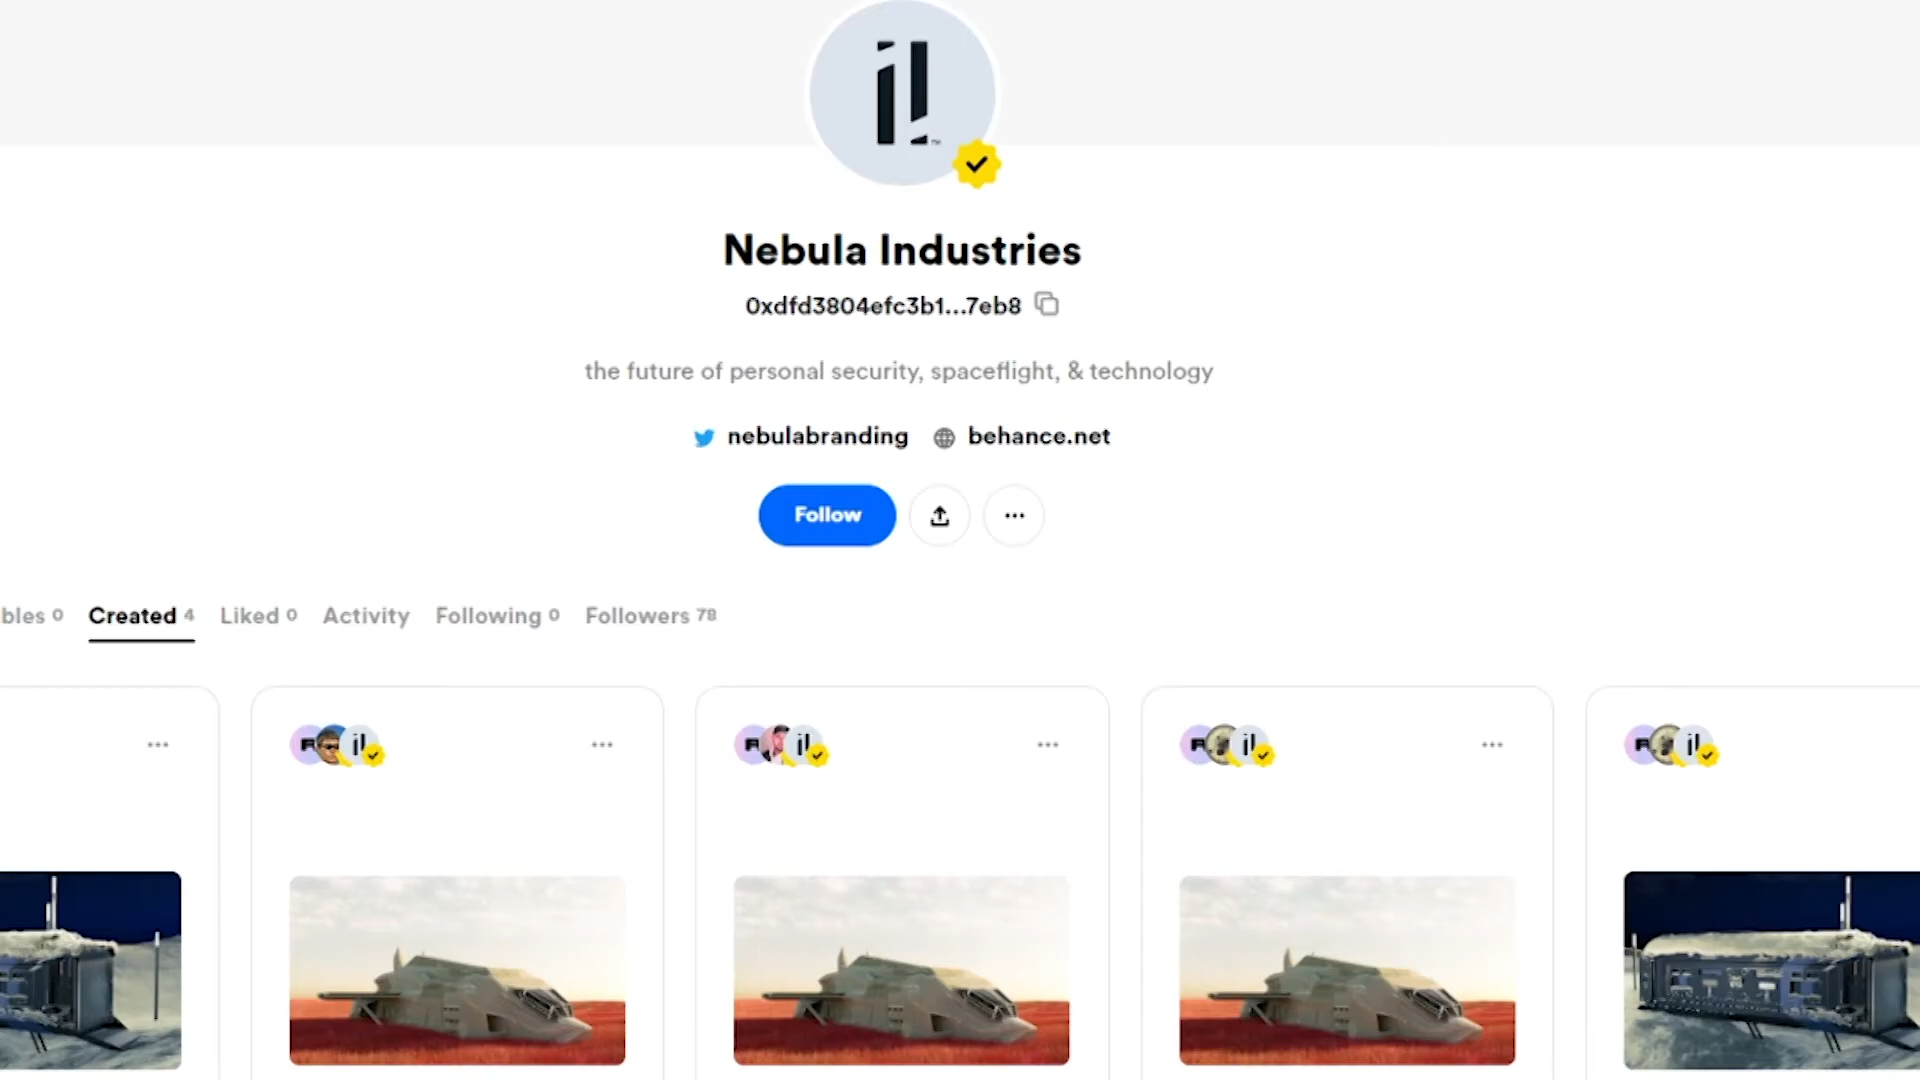 Nebula Industries
0xdfd3804efc3b1...7eb8
the future of personal security, spaceflight, & technology
nebulabranding behance.net
Follow
bles 0 Created 4 Liked 0 Activity Following 0 Followers 78